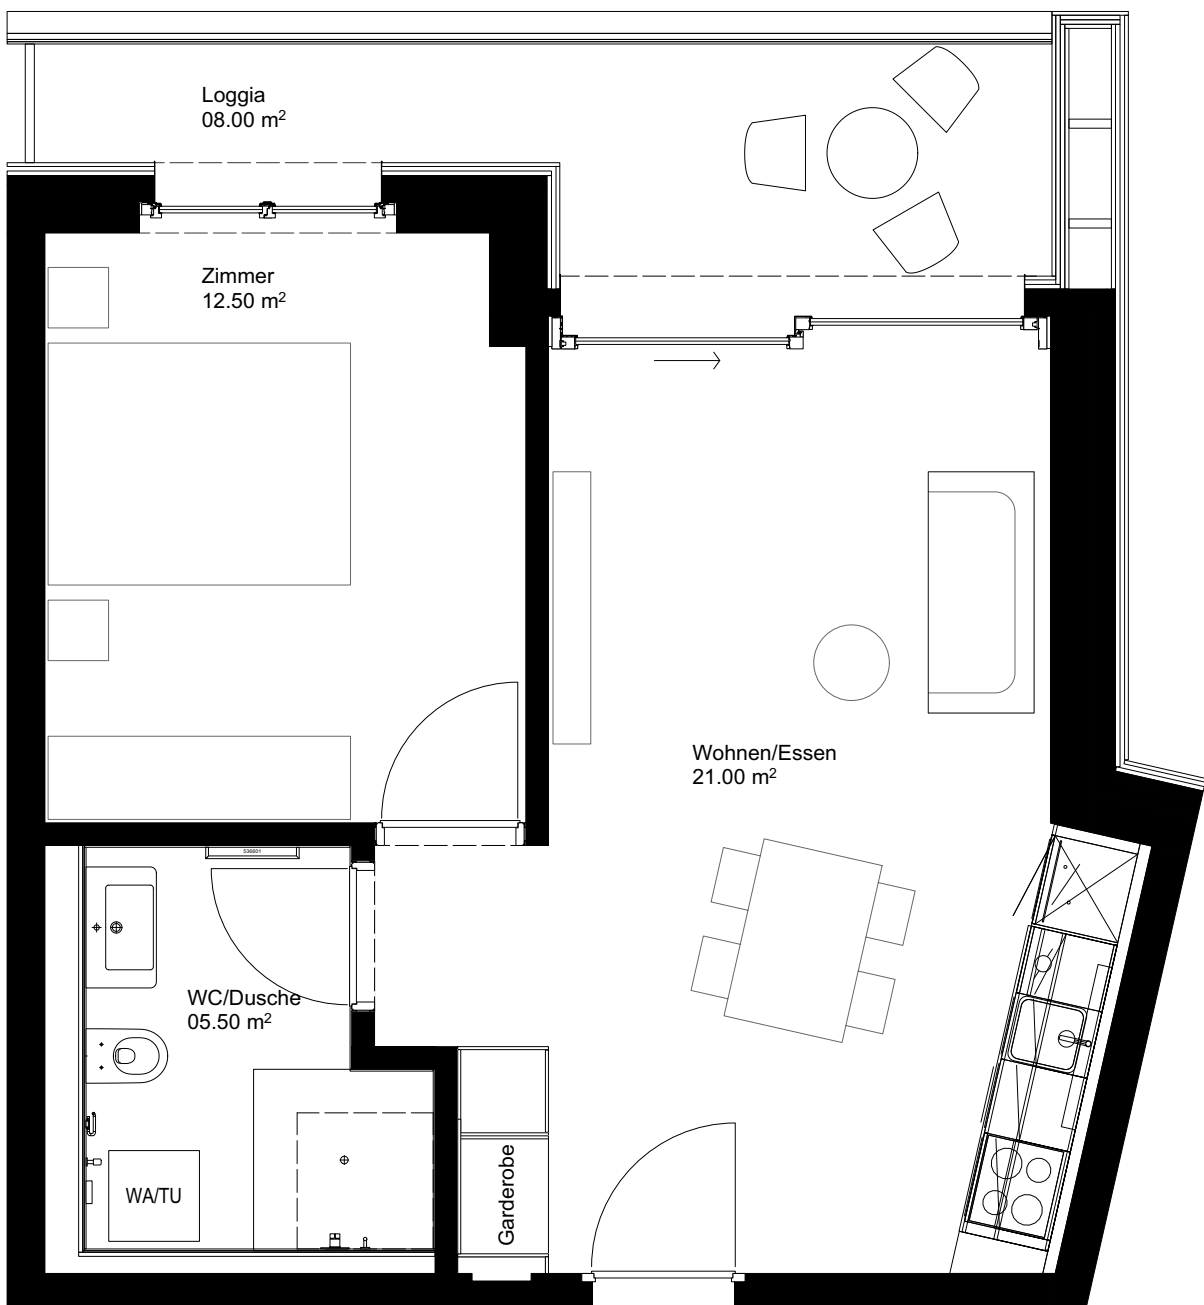 Loggia
08.00 m²
Zimmer
12.50 m²
Wohnen/Essen
21.00 m²
WC/Dusche
05.50 m²
WA/TU
Garderobe